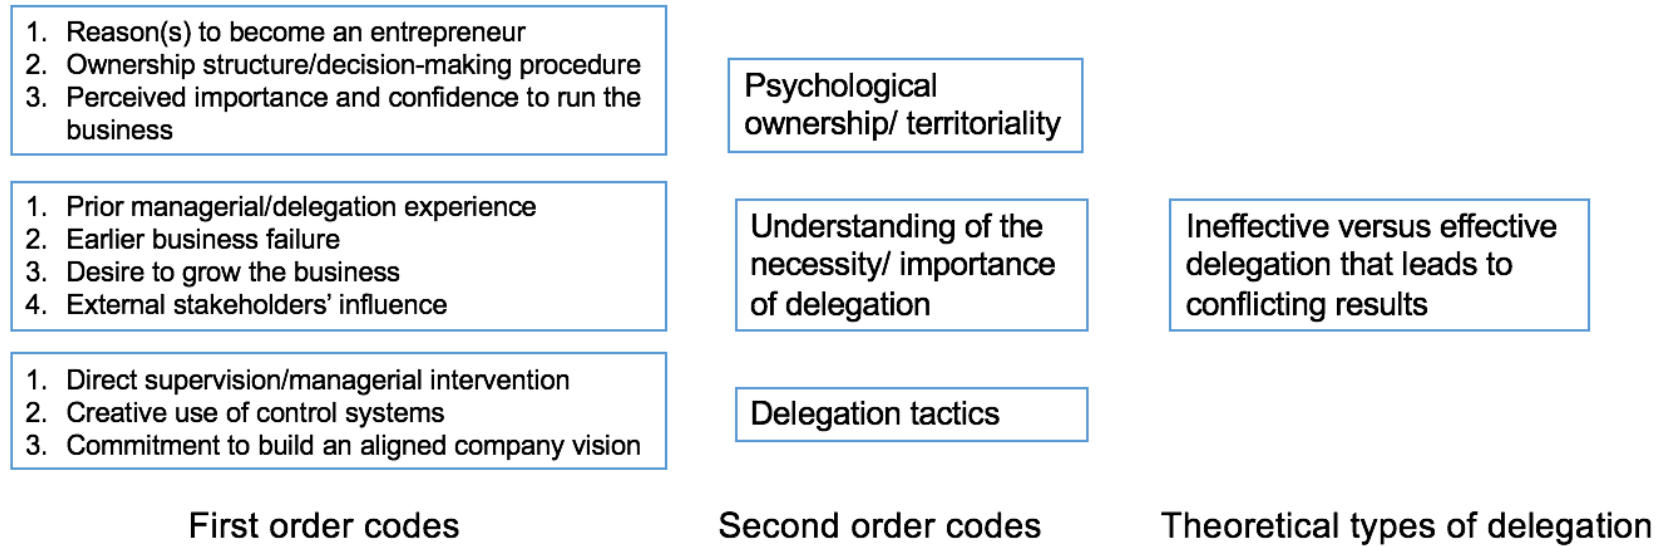 1. Reason(s) to become an entrepreneur
2. Ownership structure/decision-making procedure
3. Perceived importance and confidence to run the
business
Psychological
ownership/ territoriality
1. Prior managerial/delegation experience
2. Earlier business failure
3. Desire to grow the business
4. External stakeholders’ influence
Understanding of the
necessity/ importance
of delegation
Ineffective versus effective
delegation that leads to
conflicting results
1. Direct supervision/managerial intervention
2. Creative use of control systems
3. Commitment to build an aligned company vision
Delegation tactics
First order codes
Second order codes
Theoretical types of delegation